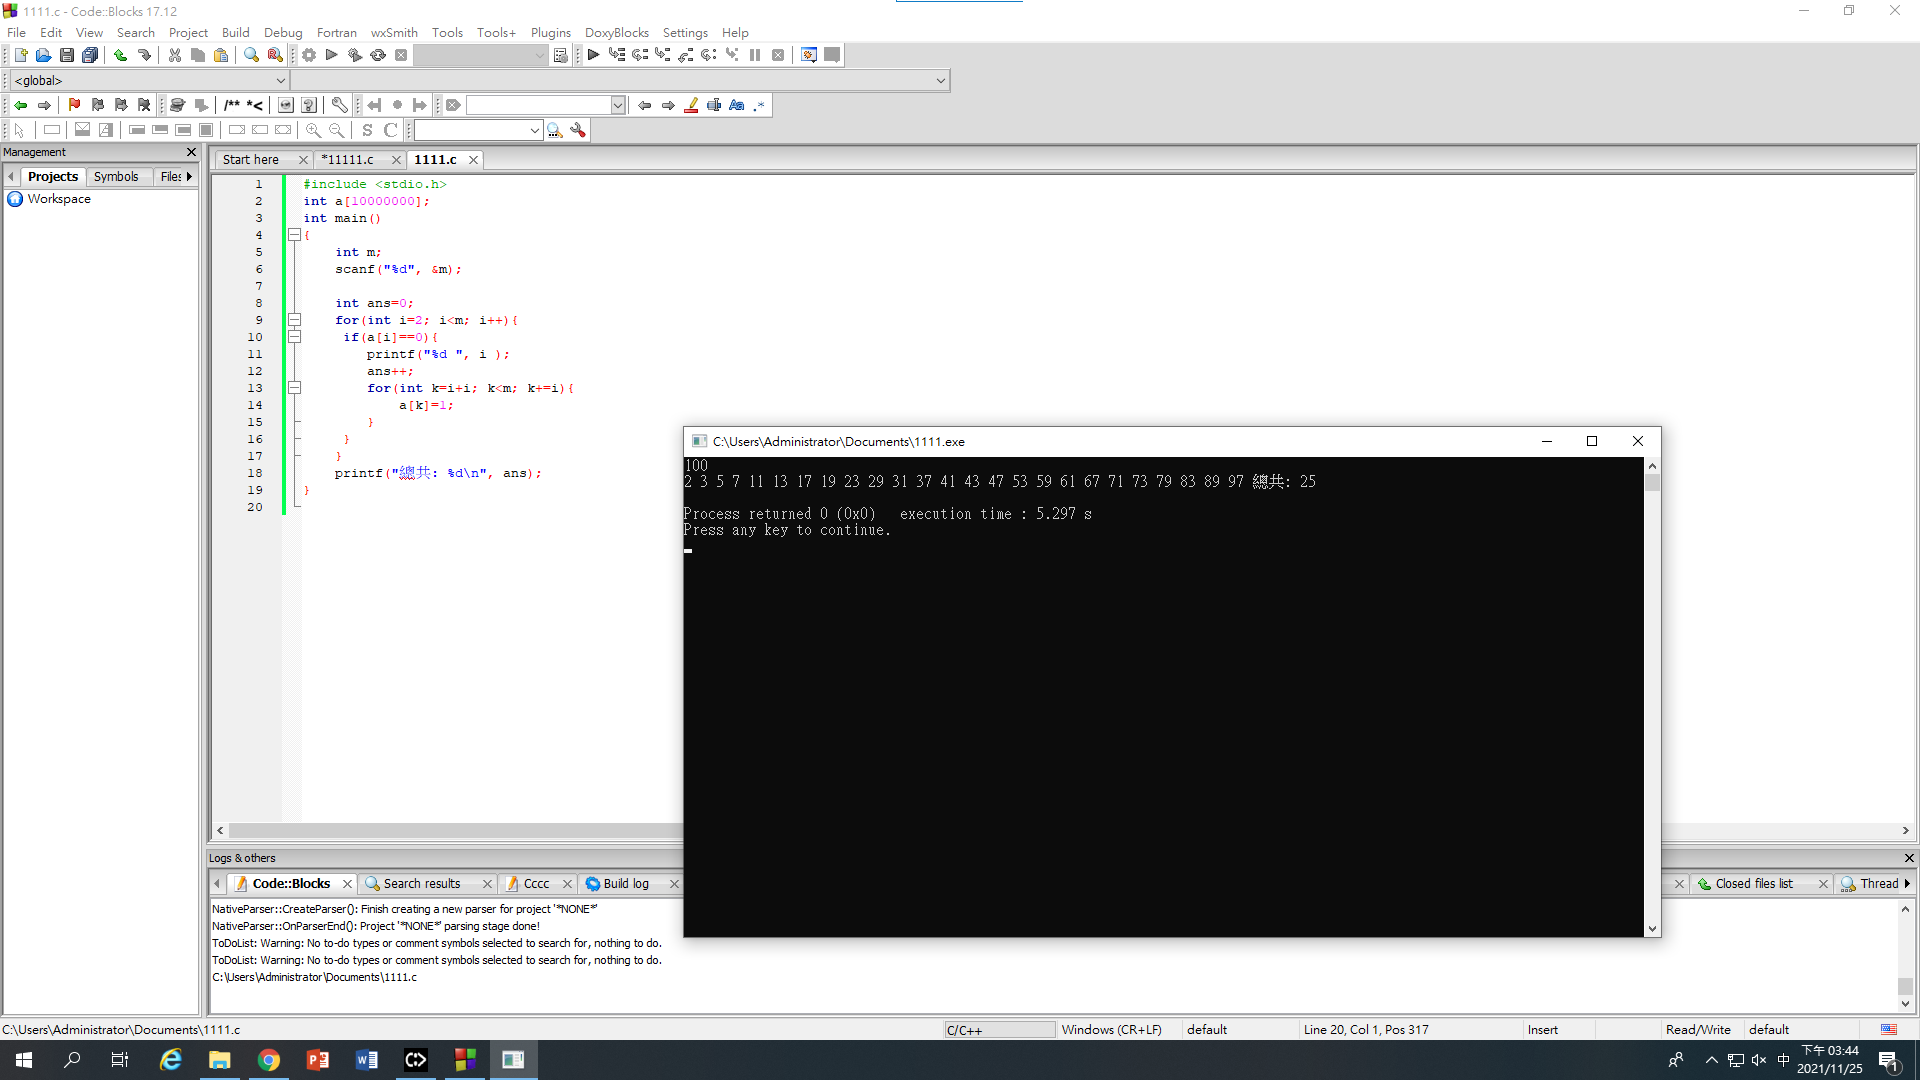 1111.c - Code::Blocks 17.12
File Edit View Search Project Build Debug Fortran wxSmith Tools Tools+ Plugins DoxyBlocks Settings Help
<global>
/** *<
S C
Management
Projects Symbols Files
Workspace
Start here *11111.c 1111.c
1 #include <stdio.h>
2 int a[10000000];
3 int main()
4 {
5 int m;
6 scanf("%d", &m);
7
8 int ans=0;
9 for(int i=2; i<m; i++){
10 if(a[i]==0){
11 printf("%d ", i );
12 ans++;
13 for(int k=i+i; k<m; k+=i){
14 a[k]=1;
15 }
16 }
17 }
18 printf("總共: %d\n", ans);
19 }
20
C:\Users\Administrator\Documents\1111.exe
100
2 3 5 7 11 13 17 19 23 29 31 37 41 43 47 53 59 61 67 71 73 79 83 89 97 總共: 25
Process returned 0 (0x0) execution time : 5.297 s
Press any key to continue.
Logs & others
Code::Blocks Search results Cccc Build log Closed files list Thread
NativeParser::CreateParser(): Finish creating a new parser for project '*NONE*'
NativeParser::OnParserEnd(): Project '*NONE*' parsing stage done!
ToDoList: Warning: No to-do types or comment symbols selected to search for, nothing to do.
ToDoList: Warning: No to-do types or comment symbols selected to search for, nothing to do.
C:\Users\Administrator\Documents\1111.c
C:\Users\Administrator\Documents\1111.c C/C++ Windows (CR+LF) default Line 20, Col 1, Pos 317 Insert Read/Write default
中 下午 03:44
2021/11/25
1